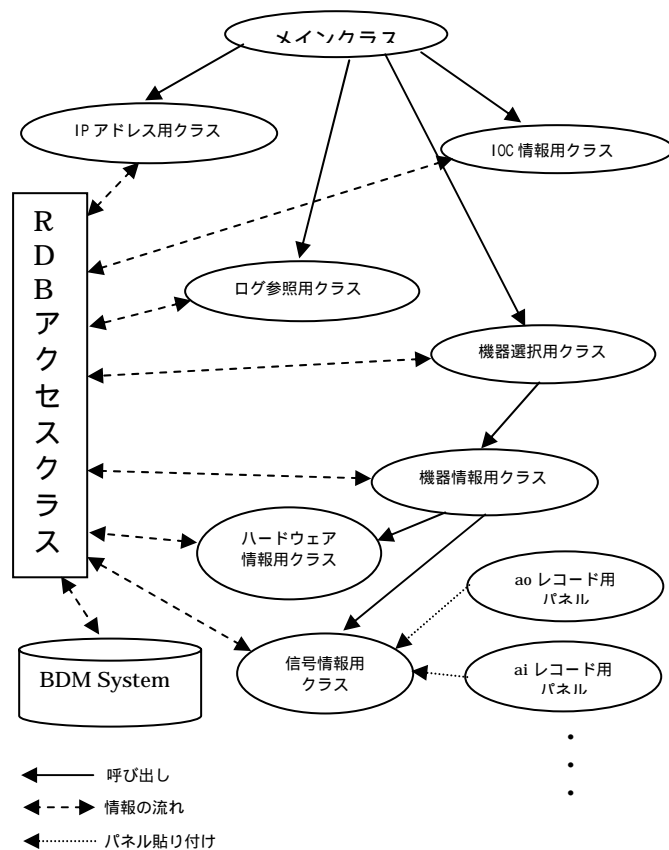 メインクラス
IP アドレス用クラス
IOC 情報用クラス
RDBアクセスクラス
ログ参照用クラス
機器選択用クラス
機器情報用クラス
ハードウェア
情報用クラス
ao レコード用
パネル
信号情報用
クラス
ai レコード用
パネル
BDM System
呼び出し
情報の流れ
パネル貼り付け